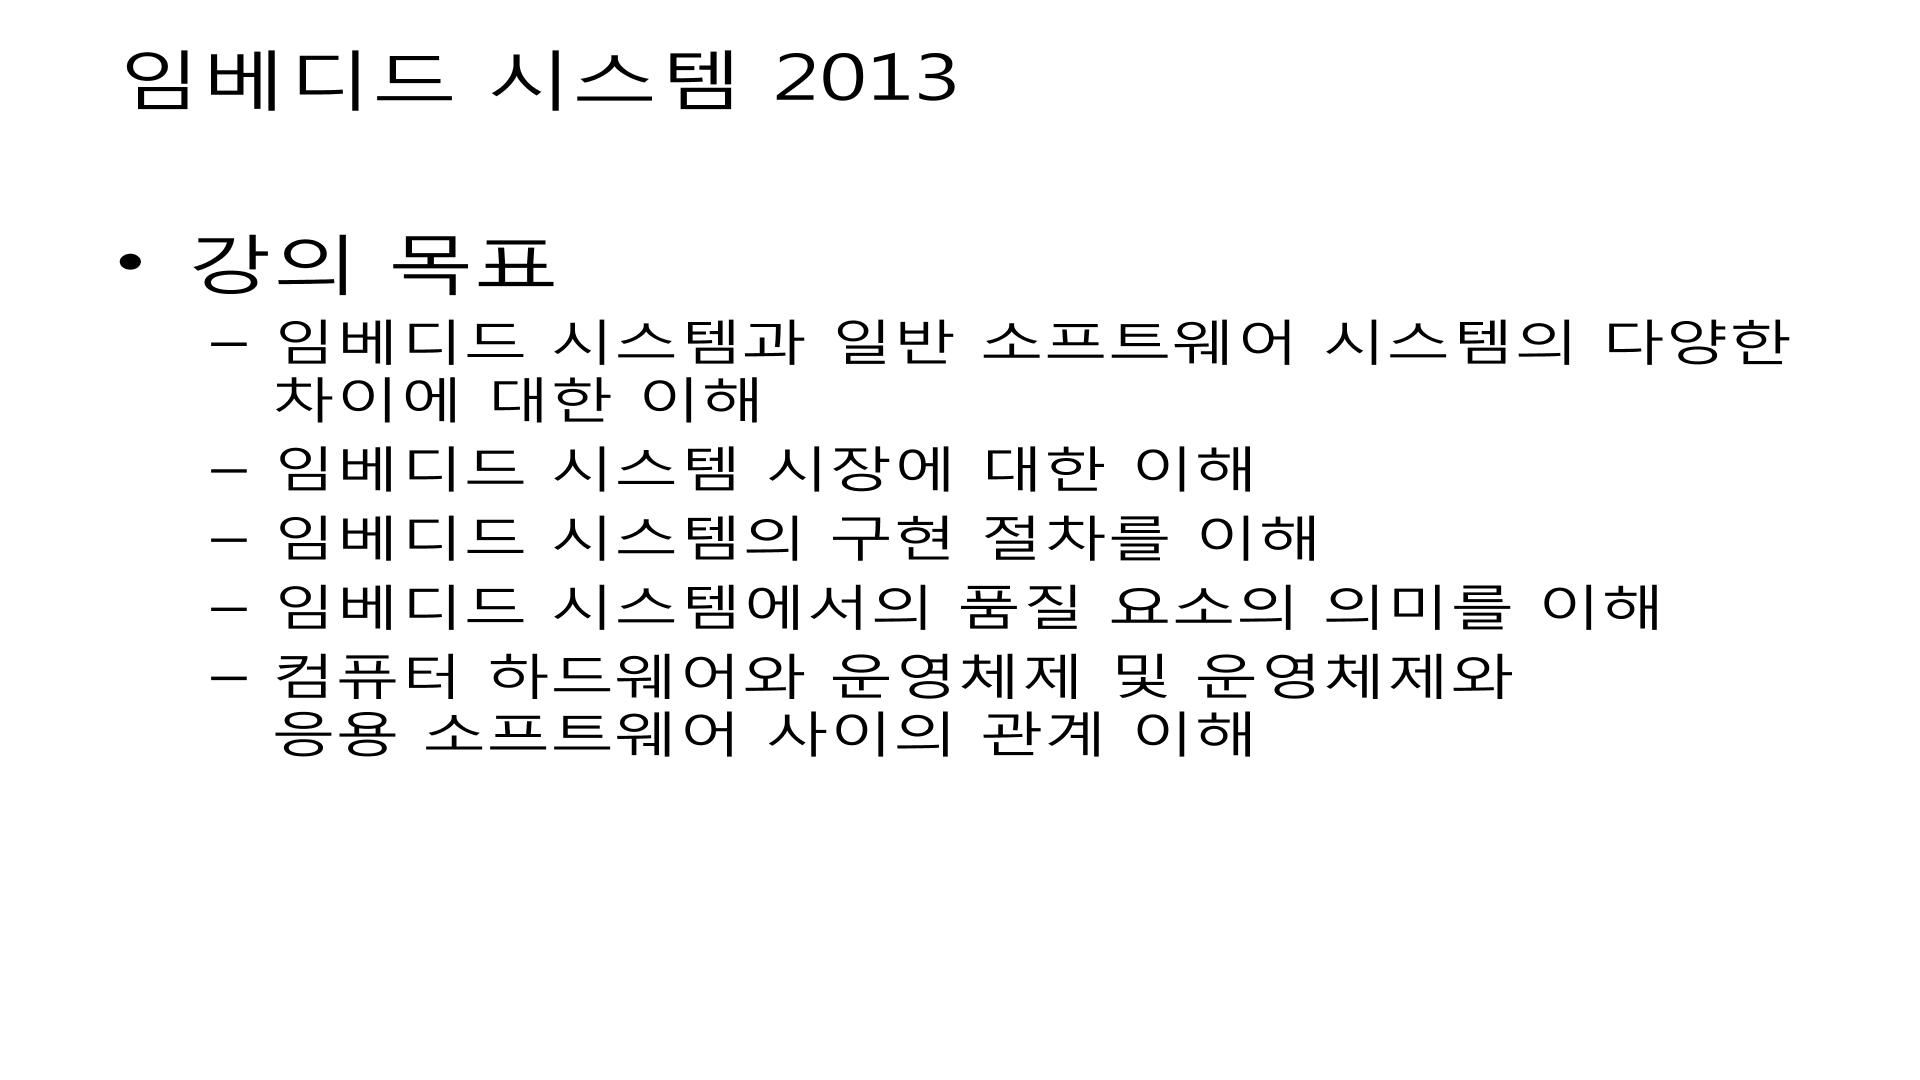 임베디드 시스템 2013
• 강의 목표
– 임베디드 시스템과 일반 소프트웨어 시스템의 다양한
차이에 대한 이해
– 임베디드 시스템 시장에 대한 이해
– 임베디드 시스템의 구현 절차를 이해
– 임베디드 시스템에서의 품질 요소의 의미를 이해
– 컴퓨터 하드웨어와 운영체제 및 운영체제와
응용 소프트웨어 사이의 관계 이해